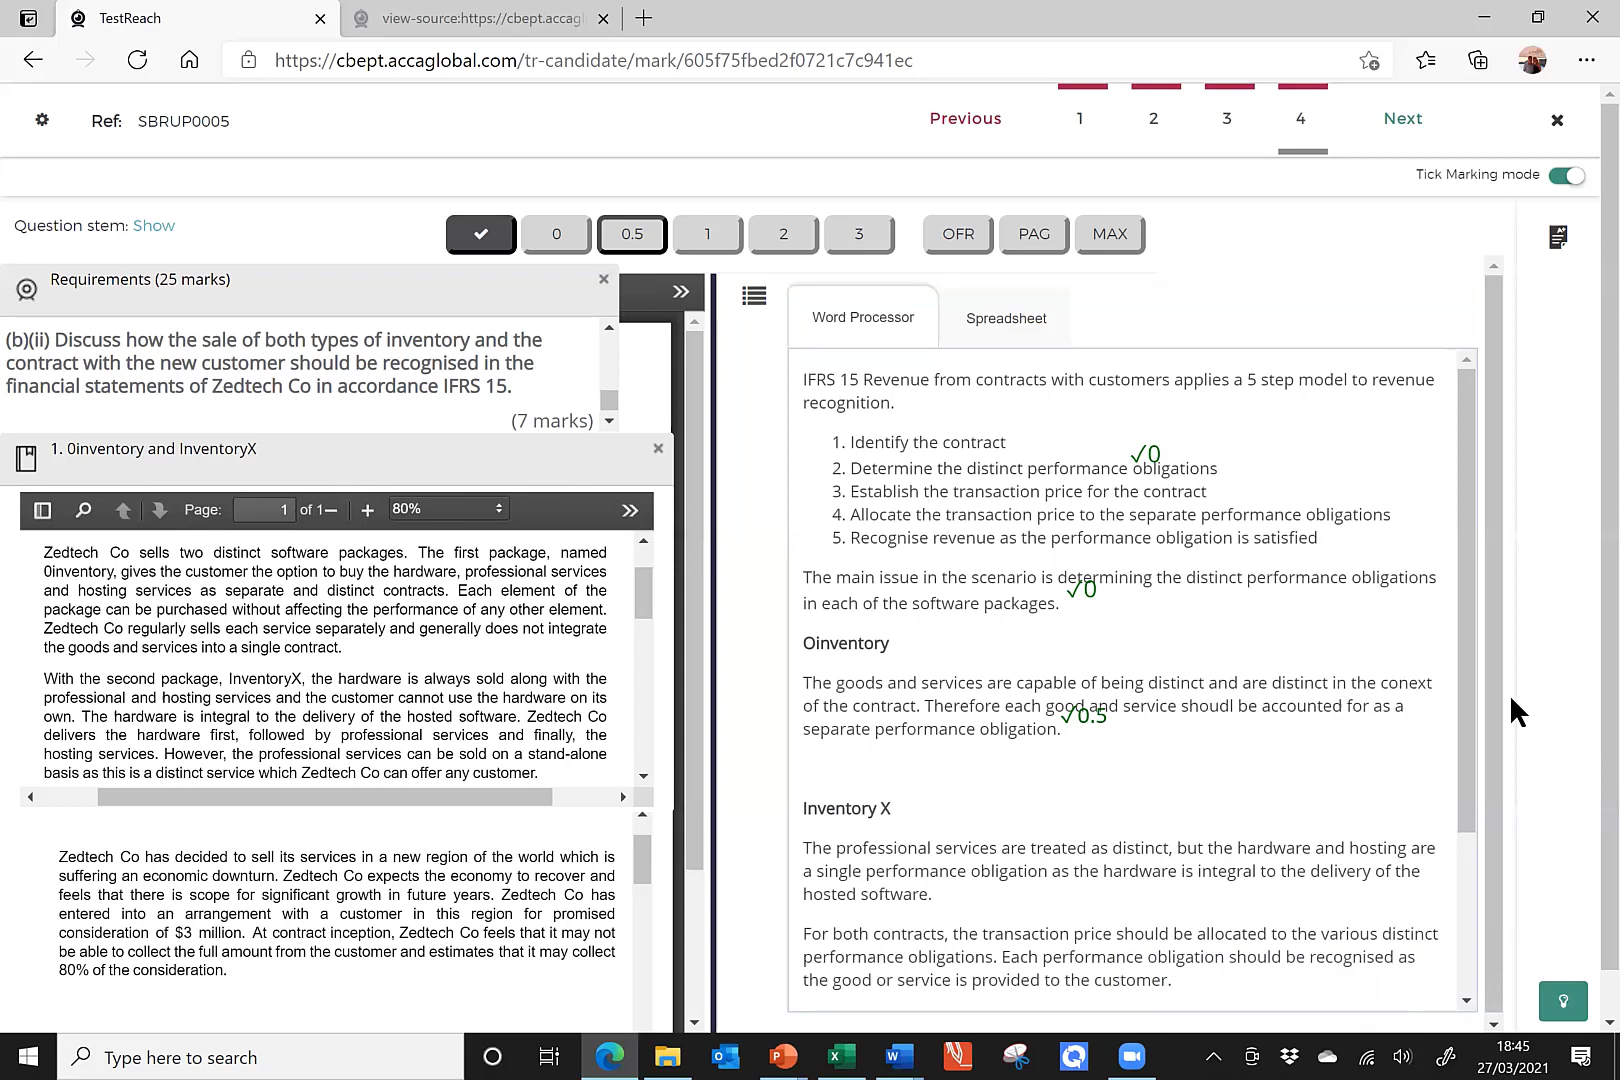 TestReach
view-source:https://cbept.accag
https://cbept.accaglobal.com/tr-candidate/mark/605f75fbed2f0721c7c941ec
Ref: SBRUP0005
Previous 1 2 3 4 Next
Tick Marking mode
Question stem: Show
0 0.5 1 2 3 OFR PAG MAX
Requirements (25 marks)
(b)(ii) Discuss how the sale of both types of inventory and the
contract with the new customer should be recognised in the
financial statements of Zedtech Co in accordance IFRS 15.
(7 marks)
1. 0inventory and InventoryX
Page: 1 of 1 80%
Zedtech Co sells two distinct software packages. The first package, named
0inventory, gives the customer the option to buy the hardware, professional services
and hosting services as separate and distinct contracts. Each element of the
package can be purchased without affecting the performance of any other element.
Zedtech Co regularly sells each service separately and generally does not integrate
the goods and services into a single contract.
With the second package, InventoryX, the hardware is always sold along with the
professional and hosting services and the customer cannot use the hardware on its
own. The hardware is integral to the delivery of the hosted software. Zedtech Co
delivers the hardware first, followed by professional services and finally, the
hosting services. However, the professional services can be sold on a stand-alone
basis as this is a distinct service which Zedtech Co can offer any customer.
Zedtech Co has decided to sell its services in a new region of the world which is
suffering an economic downturn. Zedtech Co expects the economy to recover and
feels that there is scope for significant growth in future years. Zedtech Co has
entered into an arrangement with a customer in this region for promised
consideration of $3 million. At contract inception, Zedtech Co feels that it may not
be able to collect the full amount from the customer and estimates that it may collect
80% of the consideration.
Word Processor
Spreadsheet
IFRS 15 Revenue from contracts with customers applies a 5 step model to revenue
recognition.
1. Identify the contract
✓0
2. Determine the distinct performance obligations
3. Establish the transaction price for the contract
4. Allocate the transaction price to the separate performance obligations
5. Recognise revenue as the performance obligation is satisfied
The main issue in the scenario is determining the distinct performance obligations
✓0
in each of the software packages.
Oinventory
The goods and services are capable of being distinct and are distinct in the conext
of the contract. Therefore each good and service shoudl be accounted for as a
✓0.5
separate performance obligation.
Inventory X
The professional services are treated as distinct, but the hardware and hosting are
a single performance obligation as the hardware is integral to the delivery of the
hosted software.
For both contracts, the transaction price should be allocated to the various distinct
performance obligations. Each performance obligation should be recognised as
the good or service is provided to the customer.
Type here to search
18:45
27/03/2021